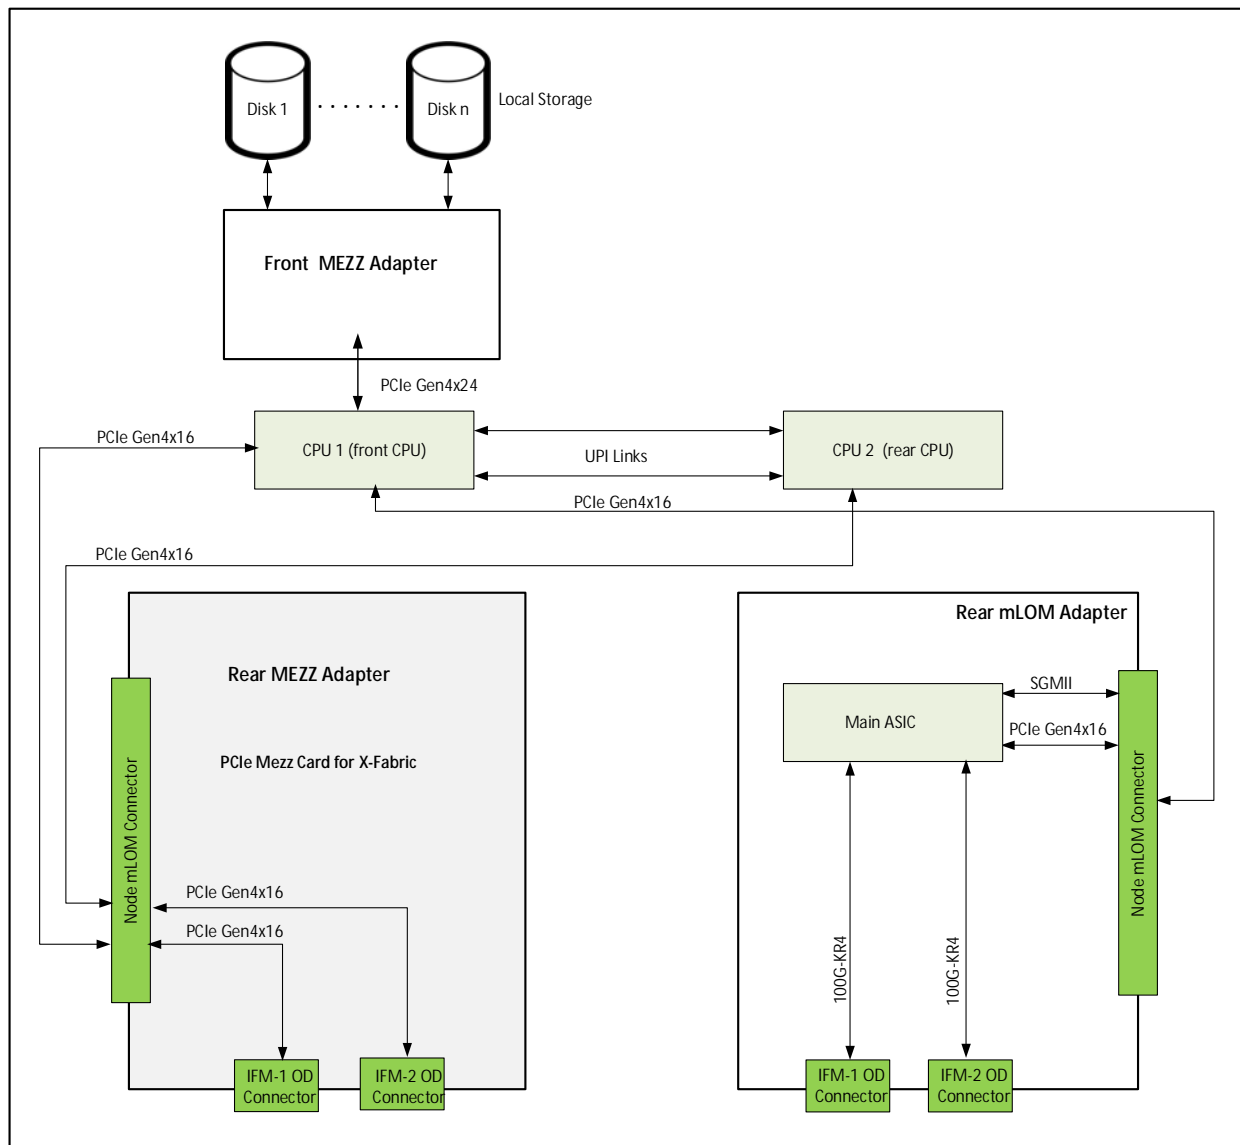 Disk 1
Disk n
Local Storage
Front MEZZ Adapter
PCIe Gen4x24
PCIe Gen4x16
CPU 1 (front CPU)
UPI Links
CPU 2 (rear CPU)
PCIe Gen4x16
PCIe Gen4x16
Rear MEZZ Adapter
PCIe Mezz Card for X-Fabric
Node mLOM Connector
PCIe Gen4x16
PCIe Gen4x16
IFM-1 OD
Connector
IFM-2 OD
Connector
Rear mLOM Adapter
SGMII
Main ASIC
PCIe Gen4x16
Node mLOM Connector
100G-KR4
100G-KR4
IFM-1 OD
Connector
IFM-2 OD
Connector